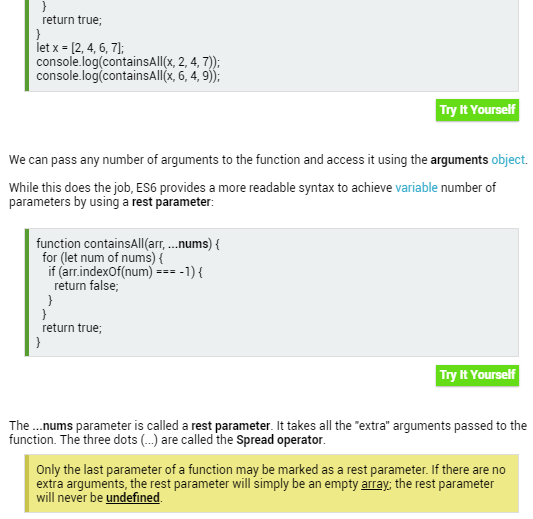 }
return true;
}
let x = [2, 4, 6, 7];
console.log(containsAll(x, 2, 4, 7));
console.log(containsAll(x, 6, 4, 9));
Try It Yourself
We can pass any number of arguments to the function and access it using the arguments object.
While this does the job, ES6 provides a more readable syntax to achieve variable number of
parameters by using a rest parameter:
function containsAll(arr, ...nums) {
for (let num of nums) {
if (arr.indexOf(num) === -1) {
return false;
}
}
return true;
}
Try It Yourself
The ...nums parameter is called a rest parameter. It takes all the "extra" arguments passed to the
function. The three dots (...) are called the Spread operator.
Only the last parameter of a function may be marked as a rest parameter. If there are no
extra arguments, the rest parameter will simply be an empty array; the rest parameter
will never be undefined.